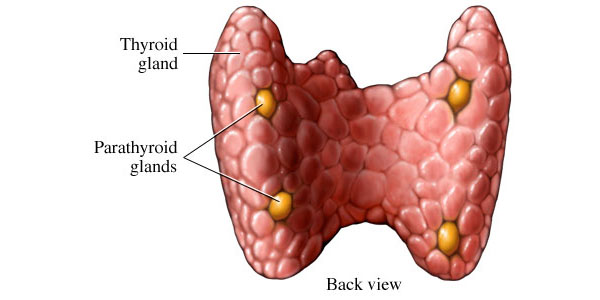 Thyroid
gland
Parathyroid
glands
Back view